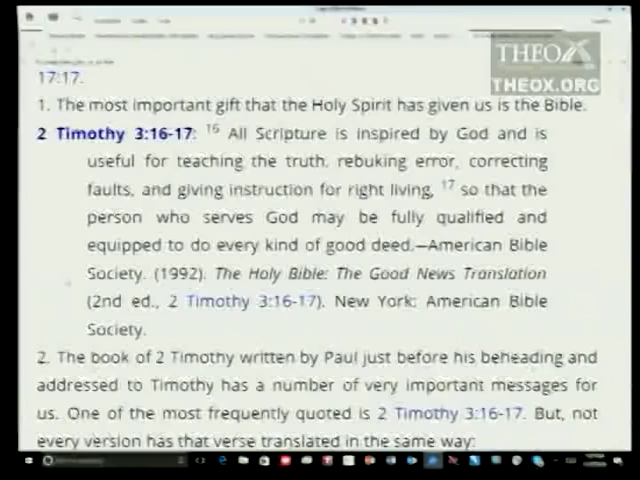 THEOX
THEOX.ORG
17:17.
1. The most important gift that the Holy Spirit has given us is the Bible.
2 Timothy 3:16-17: 16 All Scripture is inspired by God and is
useful for teaching the truth, rebuking error, correcting
faults, and giving instruction for right living, 17 so that the
person who serves God may be fully qualified and
equipped to do every kind of good deed.—American Bible
Society. (1992). The Holy Bible: The Good News Translation
(2nd ed., 2 Timothy 3:16-17). New York: American Bible
Society.
2. The book of 2 Timothy written by Paul just before his beheading and
addressed to Timothy has a number of very important messages for
us. One of the most frequently quoted is 2 Timothy 3:16-17. But, not
every version has that verse translated in the same way: